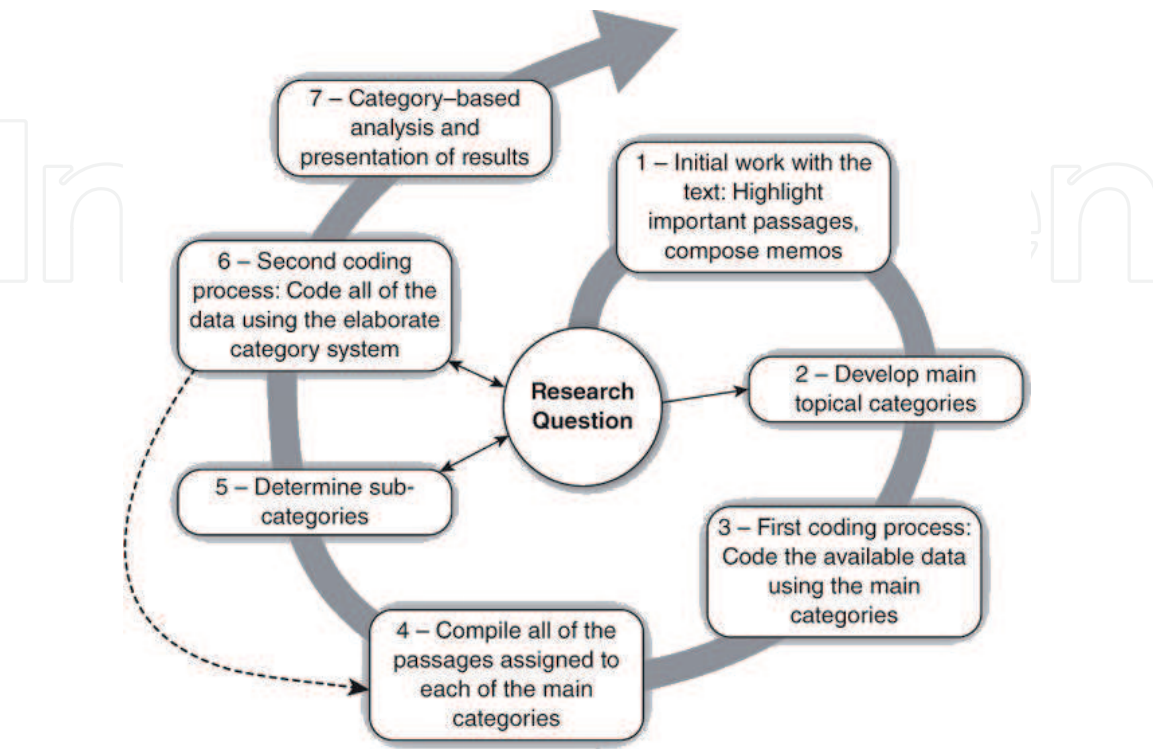 7 – Category–based
analysis and
presentation of results
1 – Initial work with the
text: Highlight
important passages,
compose memos
6 – Second coding
process: Code all of the
data using the elaborate
category system
Research
Question
2 – Develop main
topical categories
5 – Determine sub-
categories
3 – First coding process:
Code the available data
using the main
categories
4 – Compile all of the
passages assigned to
each of the main
categories